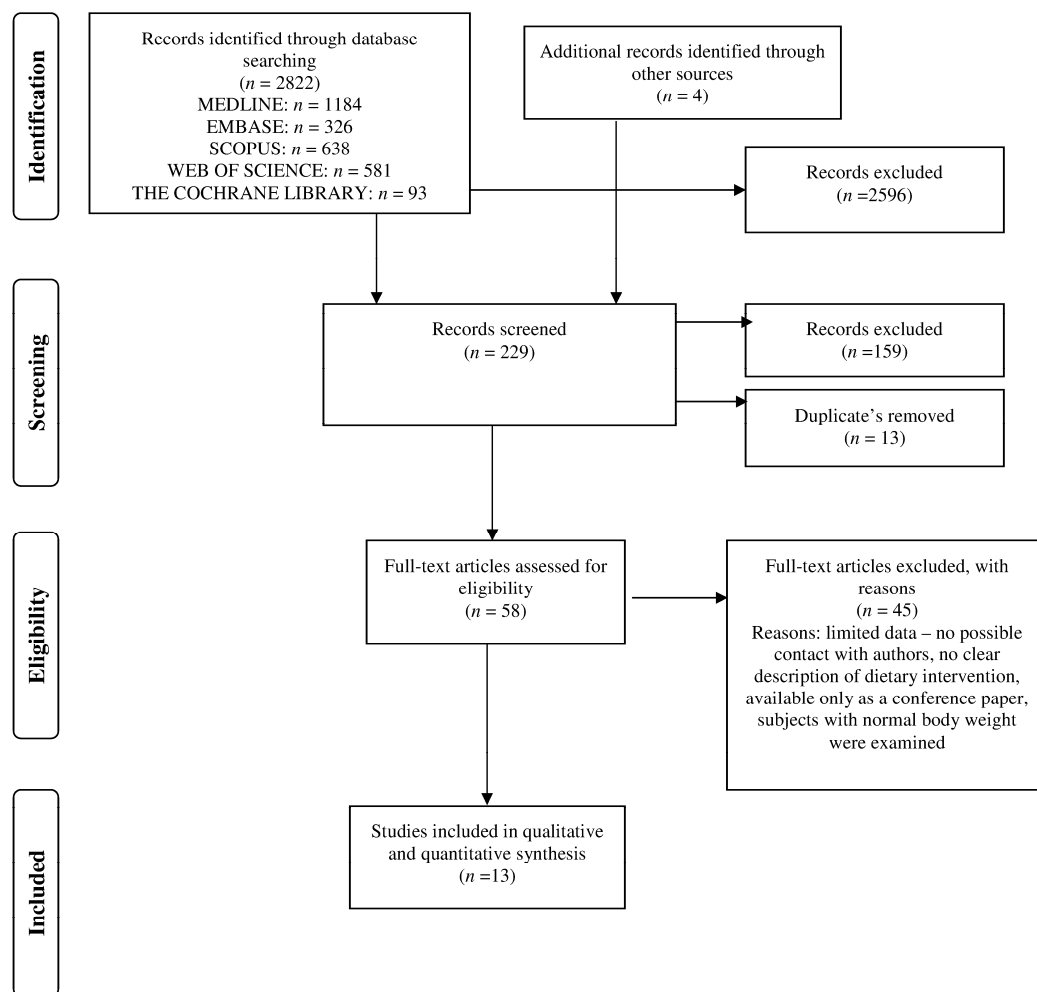 Identification
Records identified through database
searching
(n = 2822)
MEDLINE: n = 1184
EMBASE: n = 326
SCOPUS: n = 638
WEB OF SCIENCE: n = 581
THE COCHRANE LIBRARY: n = 93
Additional records identified through
other sources
(n = 4)
Records excluded
(n =2596)
Screening
Records screened
(n = 229)
Records excluded
(n =159)
Duplicate’s removed
(n = 13)
Eligibility
Full-text articles assessed for
eligibility
(n = 58)
Full-text articles excluded, with
reasons
(n = 45)
Reasons: limited data – no possible
contact with authors, no clear
description of dietary intervention,
available only as a conference paper,
subjects with normal body weight
were examined
Included
Studies included in qualitative
and quantitative synthesis
(n =13)